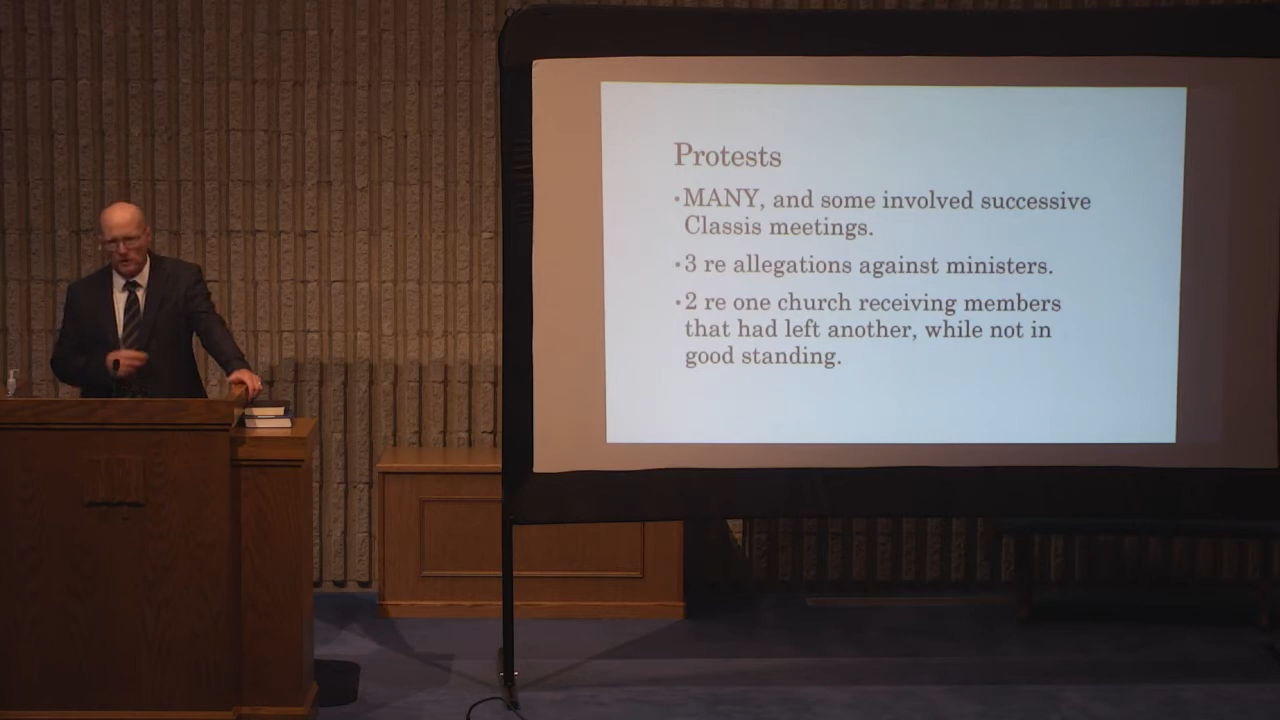 Protests
•MANY, and some involved successive
Classis meetings.
•3 re allegations against ministers.
•2 re one church receiving members
that had left another, while not in
good standing.